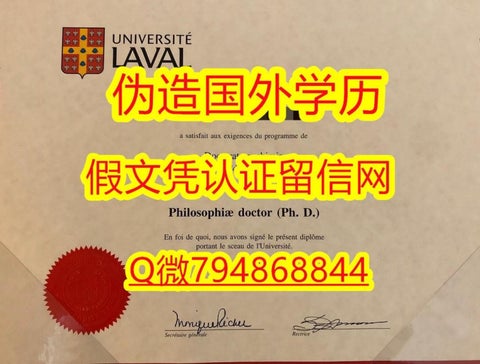 UNIVERSITÉ
LAVAL
伪造国外学历
a satisfait aux exigences du programme de
假文凭认证留信网
Philosophiæ doctor (Ph. D.)
En foi de quoi, nous avons signé le présent diplôme
portant le sceau de l'Université.
Q微794868844
Secrétaire générale
Rectrice